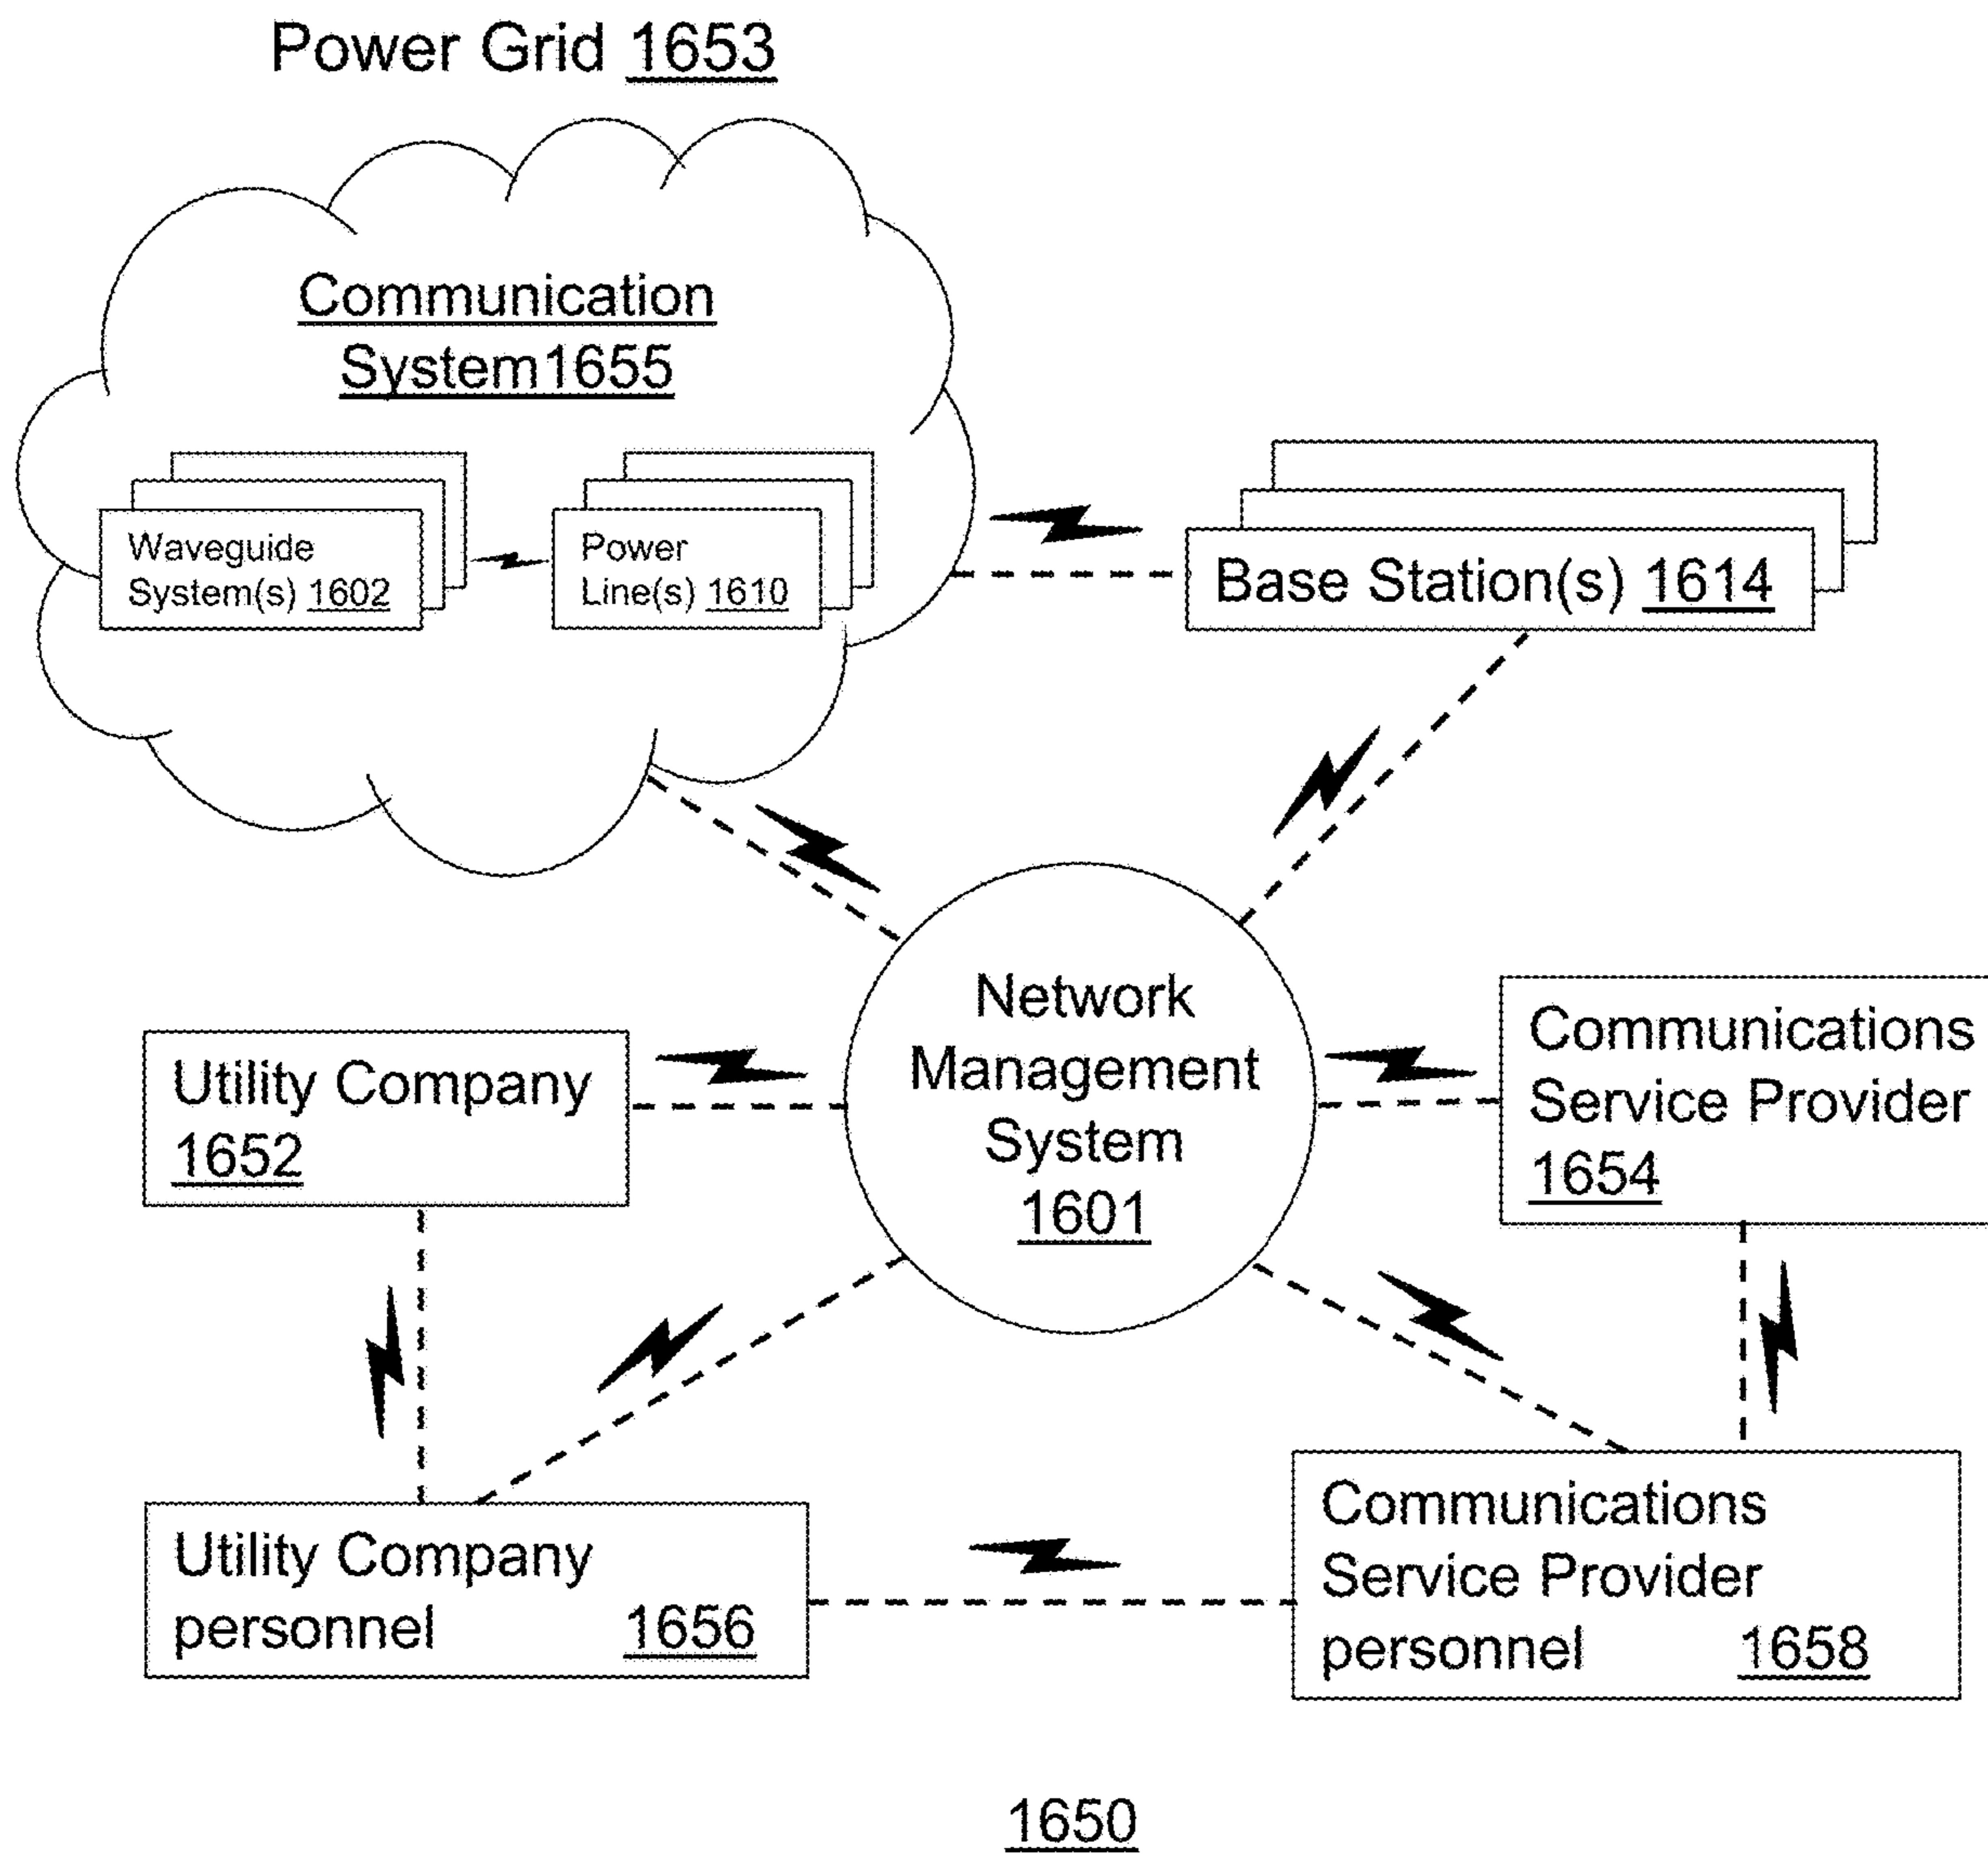 Power Grid 1653
Communication
System1655
Waveguide
System(s) 1602
Power
Line(s) 1610
Base Station(s) 1614
Network
Management
System
1601
Utility Company
1652
Communications
Service Provider
1654
Utility Company
personnel 1656
Communications
Service Provider
personnel 1658
1650